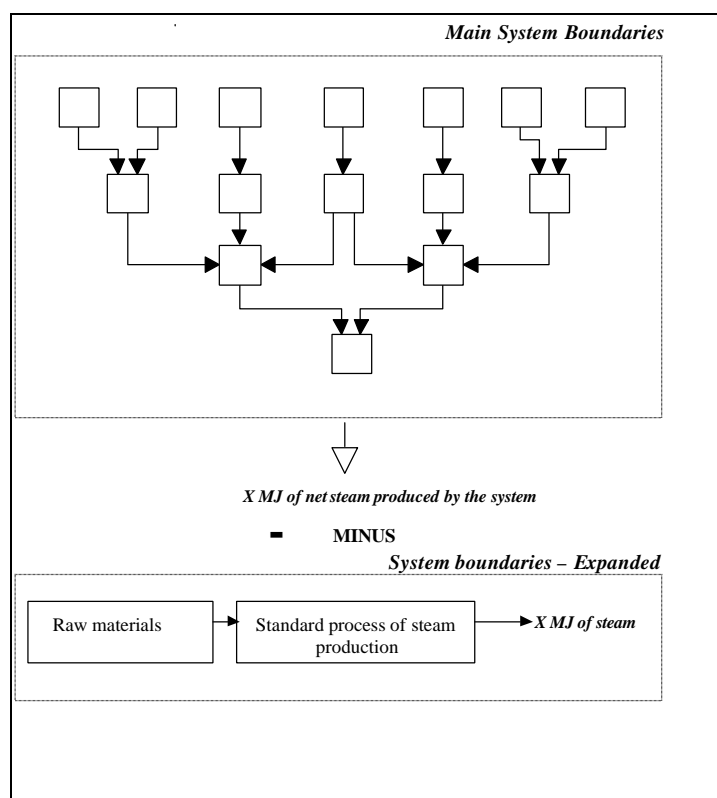 Main System Boundaries
X MJ of net steam produced by the system
- MINUS
System boundaries – Expanded
Raw materials
Standard process of steam
production
X MJ of steam